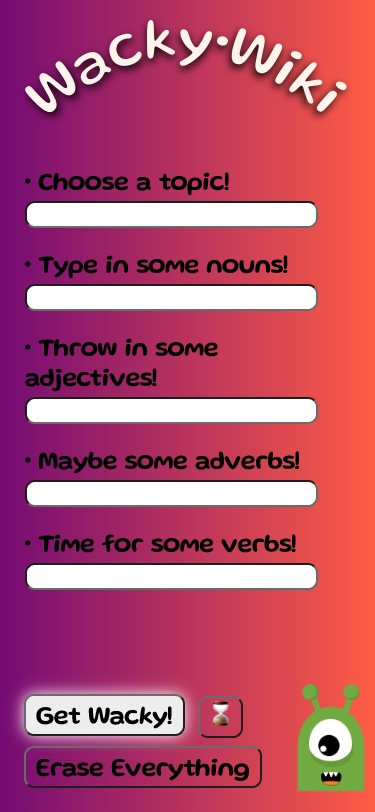 Wacky·Wiki
· Choose a topic!
· Type in some nouns!
· Throw in some
adjectives!
· Maybe some adverbs!
· Time for some verbs!
Get Wacky! ⏳
Erase Everything